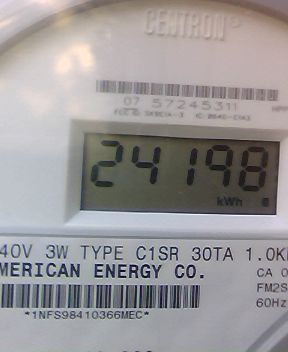 CENTRON
07 57245311
24198
kWh
40V 3W TYPE C1SR 30TA 1.0K
MERICAN ENERGY CO.
CA 0
FM2S
60Hz
*1NFS98410366MEC*